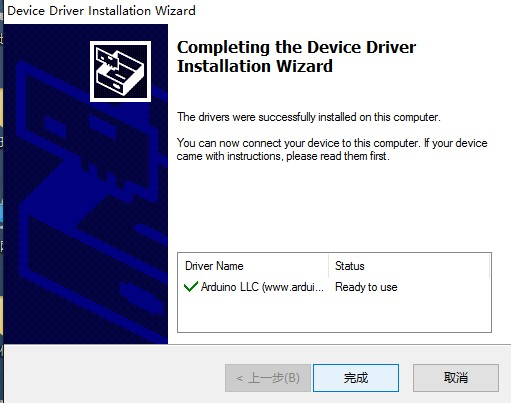 Device Driver Installation Wizard
Completing the Device Driver
Installation Wizard
The drivers were successfully installed on this computer.
You can now connect your device to this computer. If your device
came with instructions, please read them first.
Driver Name Status
Arduino LLC (www.ardui... Ready to use
< 上一步(B) 完成 取消